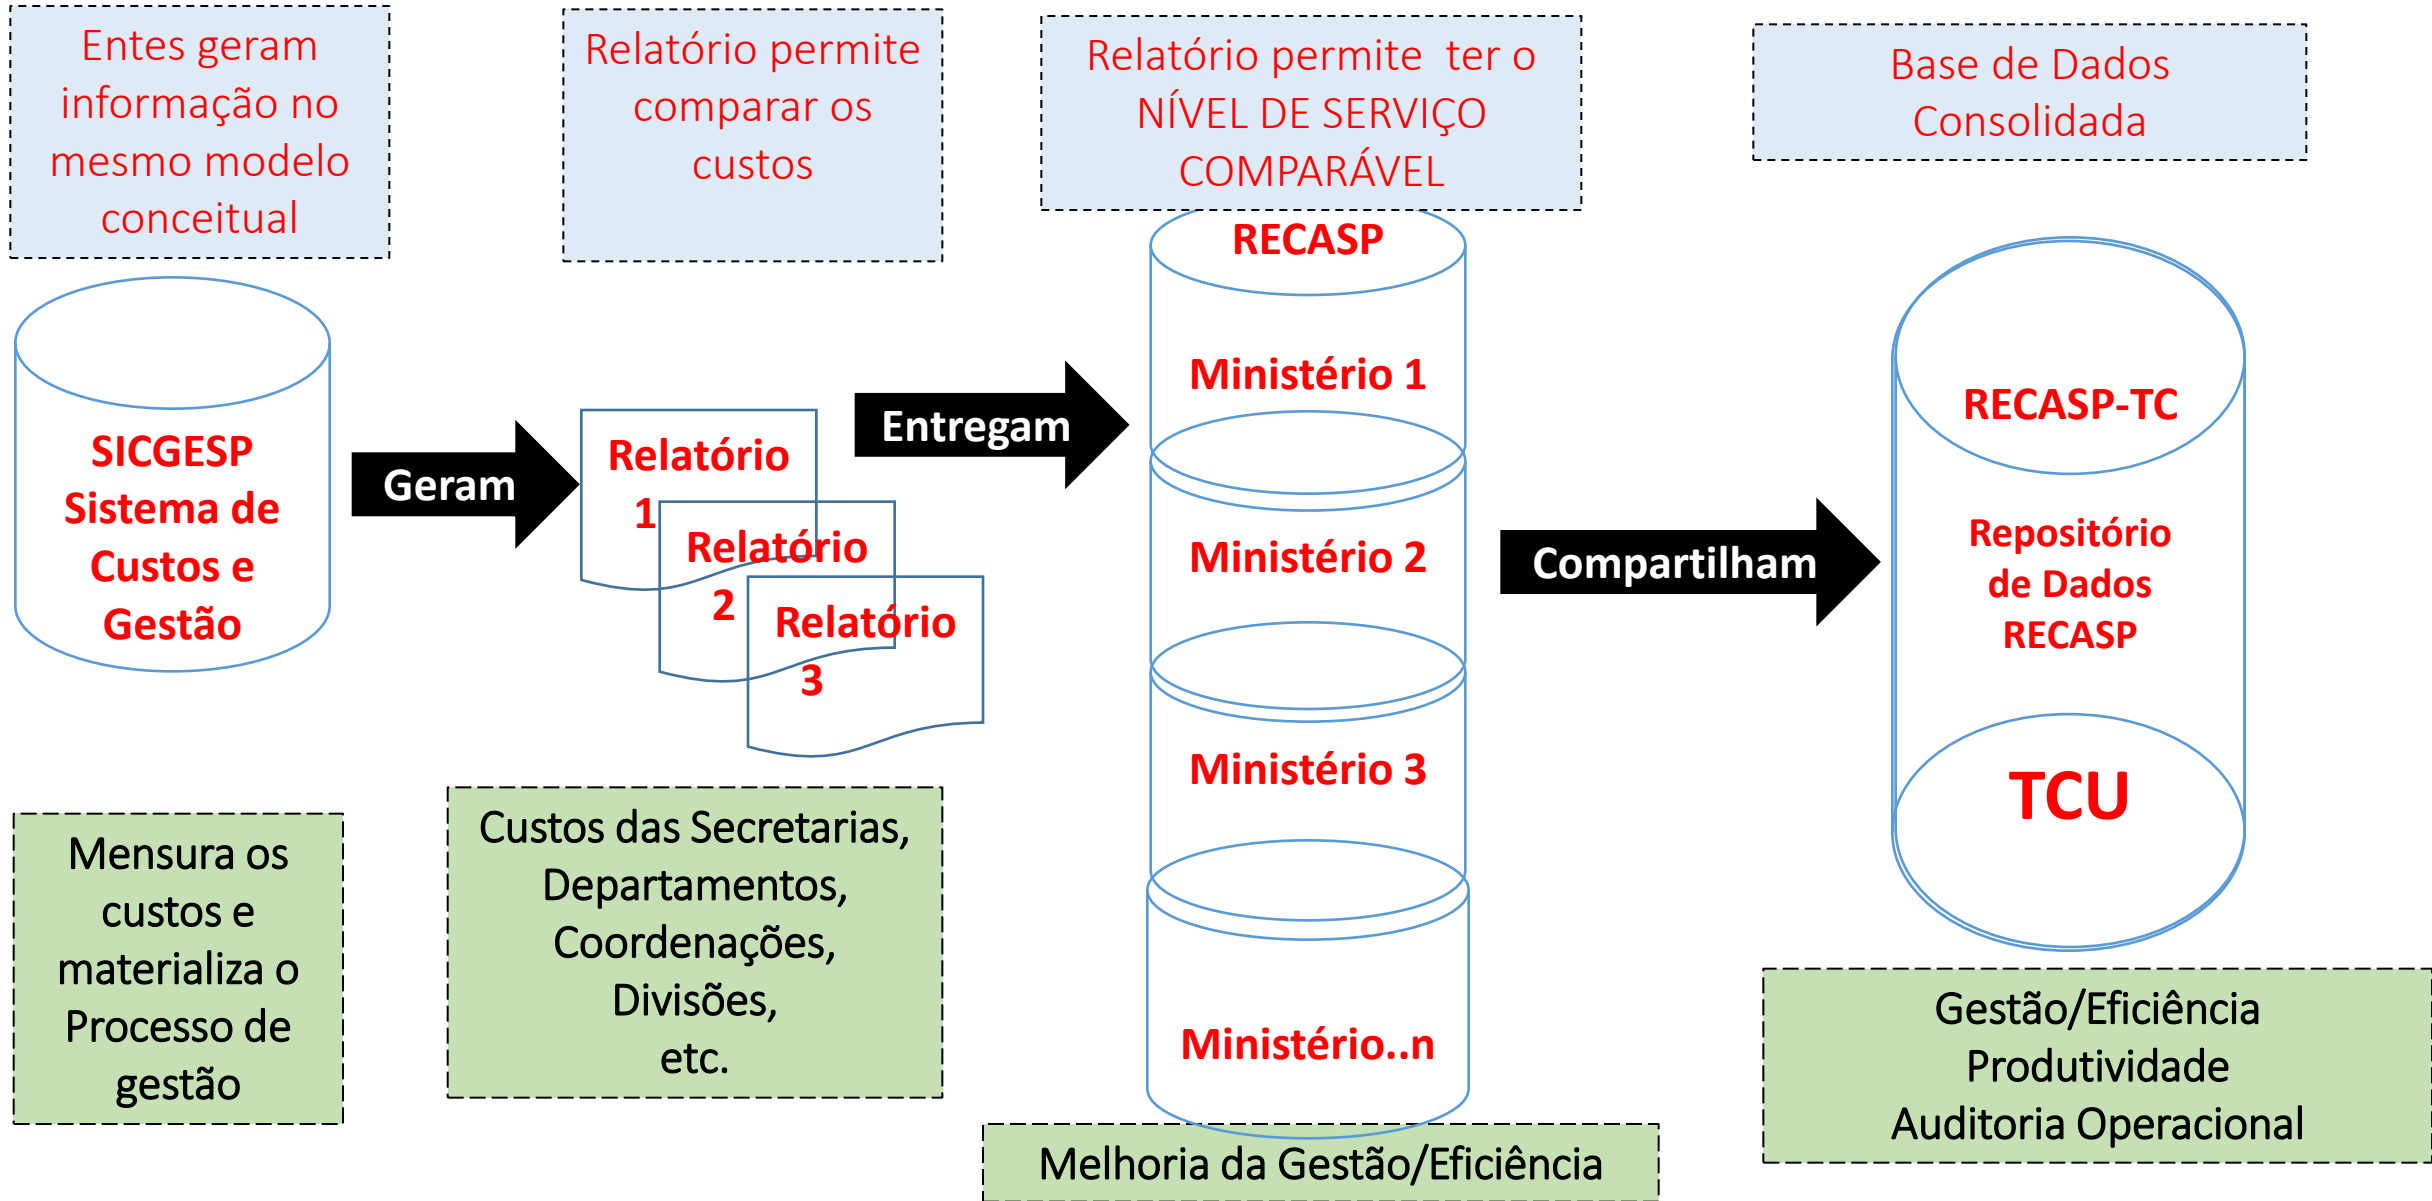 Entes geram
informação no
mesmo modelo
conceitual
Relatório permite
comparar os
custos
Relatório permite  ter o
NÍVEL DE SERVIÇO
COMPARÁVEL
Base de Dados
Consolidada
SICGESP
Sistema de
Custos e
Gestão
Geram
Relatório
1
Relatório
2
Relatório
3
Entregam
RECASP
Ministério 1
Ministério 2
Ministério 3
Ministério..n
Compartilham
RECASP-TC
Repositório
de Dados
RECASP
TCU
Mensura os
custos e
materializa o
Processo de
gestão
Custos das Secretarias,
Departamentos,
Coordenações,
Divisões,
etc.
Melhoria da Gestão/Eficiência
Gestão/Eficiência
Produtividade
Auditoria Operacional